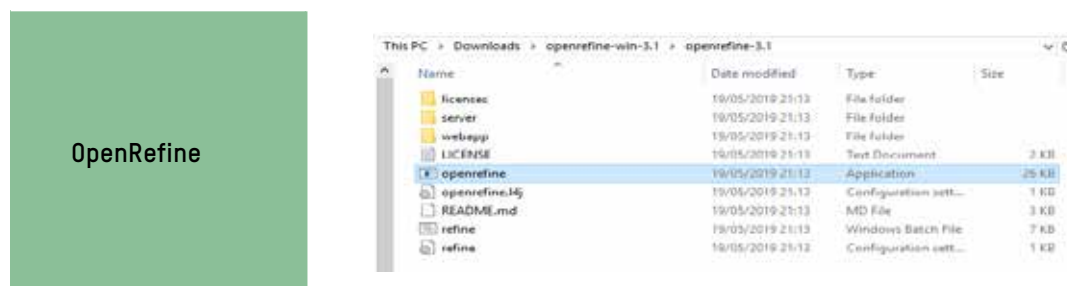 OpenRefine
This PC > Downloads > openrefine-win-3.1 > openrefine-3.1
Name Date modified Type Size
licenses 19/05/2019 21:13 File folder
server 19/05/2019 21:13 File folder
webapp 19/05/2019 21:13 File folder
LICENSE 19/05/2019 21:13 Text Document 2 KB
openrefine 19/05/2019 21:13 Application 26 KB
openrefine.l4j 19/05/2019 21:13 Configuration sett... 1 KB
README.md 19/05/2019 21:13 MD File 3 KB
refine 19/05/2019 21:13 Windows Batch File 7 KB
refine 19/05/2019 21:13 Configuration sett... 1 KB